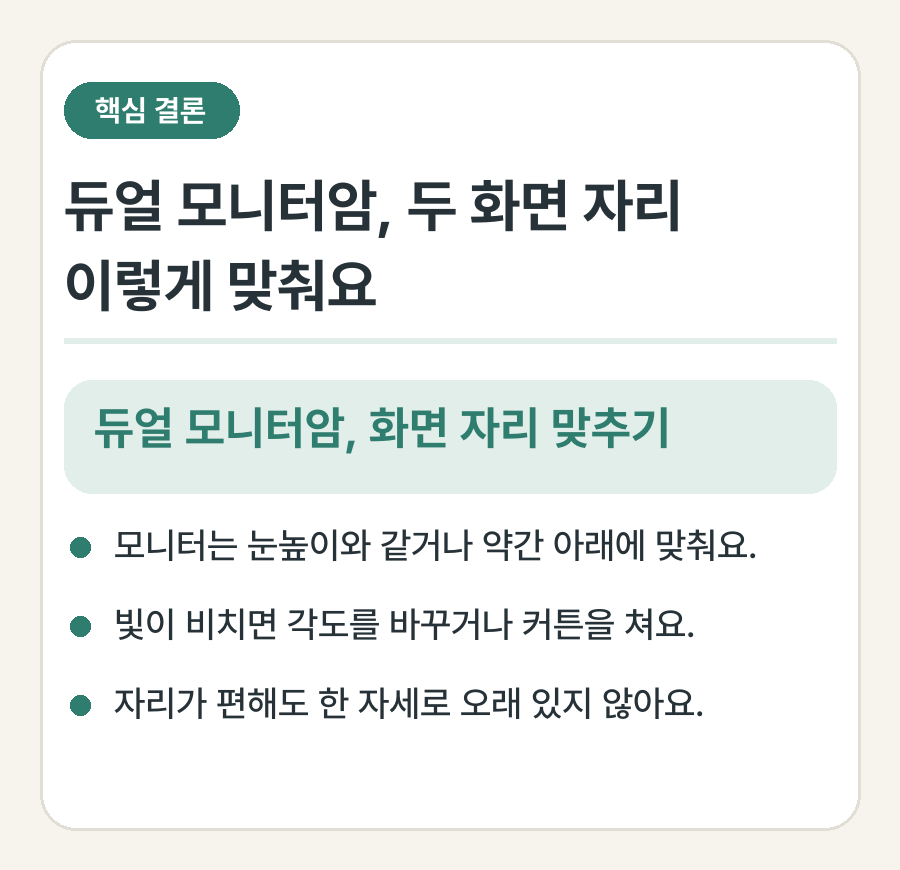 핵심 결론
듀얼 모니터암, 두 화면 자리
이렇게 맞춰요
듀얼 모니터암, 화면 자리 맞추기
모니터는 눈높이와 같거나 약간 아래에 맞춰요.
빛이 비치면 각도를 바꾸거나 커튼을 쳐요.
자리가 편해도 한 자세로 오래 있지 않아요.